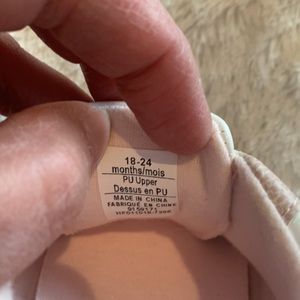 18-24
months/mois
PU Upper
Dessus en PU
MADE IN CHINA
FABRIQUÉ EN CHINE